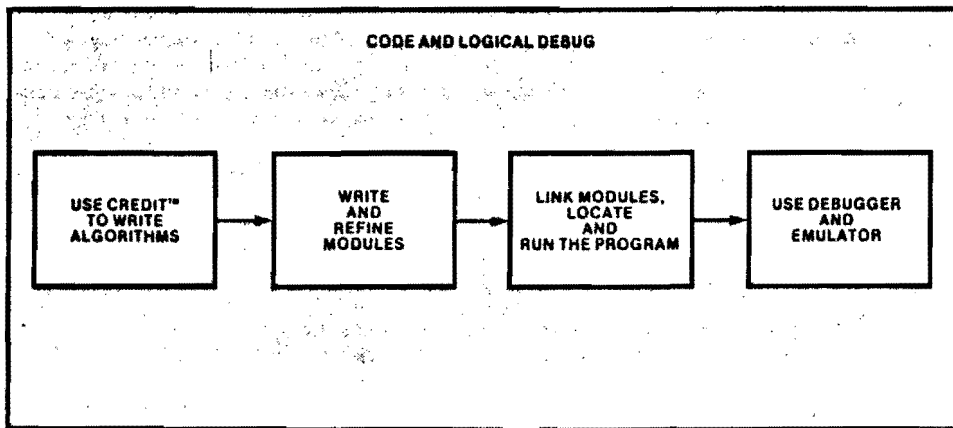 CODE AND LOGICAL DEBUG
USE CREDIT™
TO WRITE
ALGORITHMS
WRITE
AND
REFINE
MODULES
LINK MODULES,
LOCATE
AND
RUN THE PROGRAM
USE DEBUGGER
AND
EMULATOR